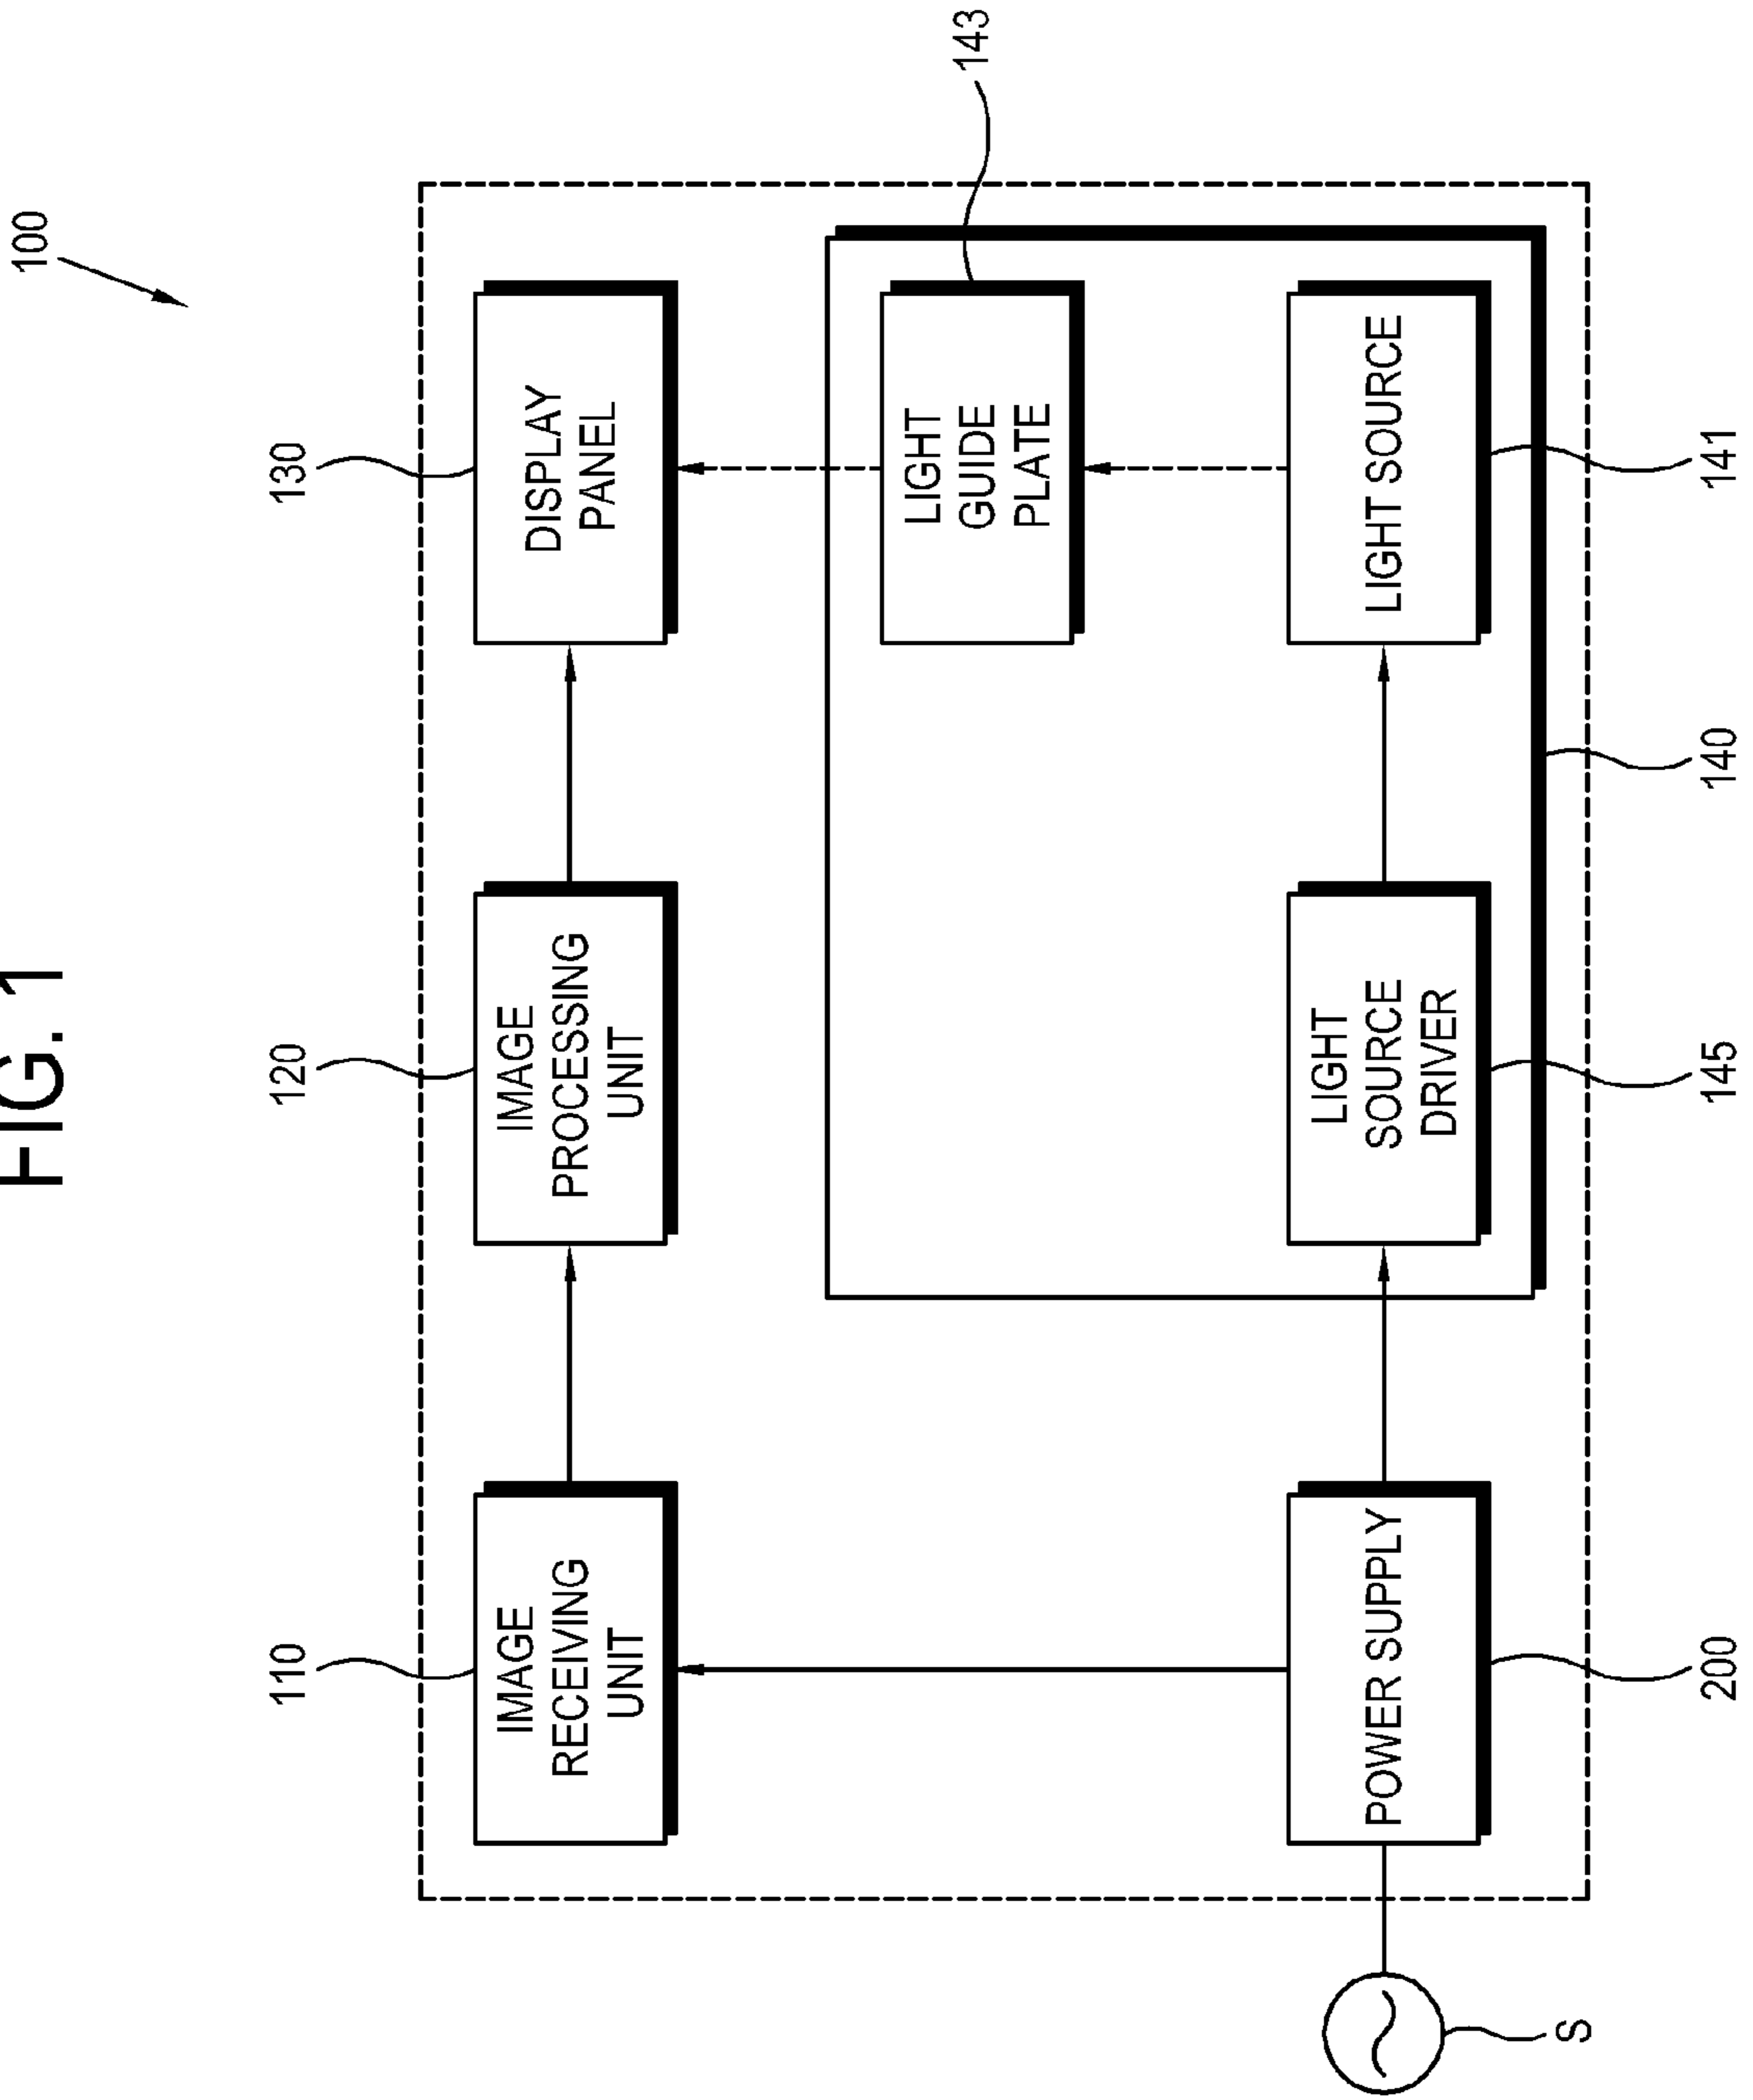 FIG. 1
100
110
120
130
IMAGE
RECEIVING
UNIT
IMAGE
PROCESSING
UNIT
DISPLAY
PANEL
LIGHT
GUIDE
PLATE
143
POWER SUPPLY
LIGHT
SOURCE
DRIVER
LIGHT SOURCE
S
200
145
140
141